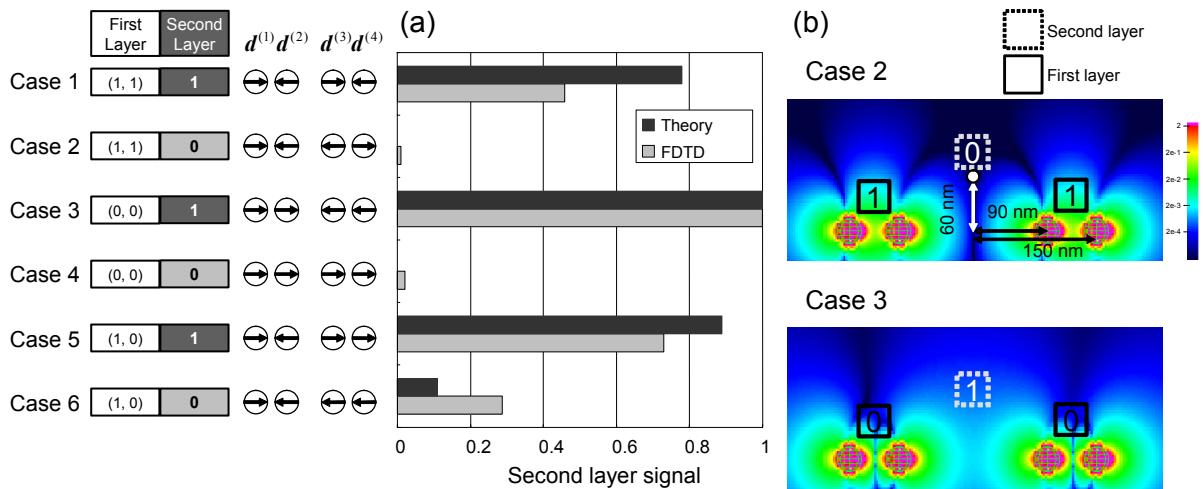 First Layer
Second Layer
d(1) d(2) d(3) d(4)
Case 1 (1, 1) 1
Case 2 (1, 1) 0
Case 3 (0, 0) 1
Case 4 (0, 0) 0
Case 5 (1, 0) 1
Case 6 (1, 0) 0
(a)
Theory
FDTD
0 0.2 0.4 0.6 0.8 1
Second layer signal
(b)
Second layer
First layer
Case 2
0
1 1
60 nm
90 nm
150 nm
2
2e-1
2e-2
2e-3
2e-4
Case 3
1
0 0